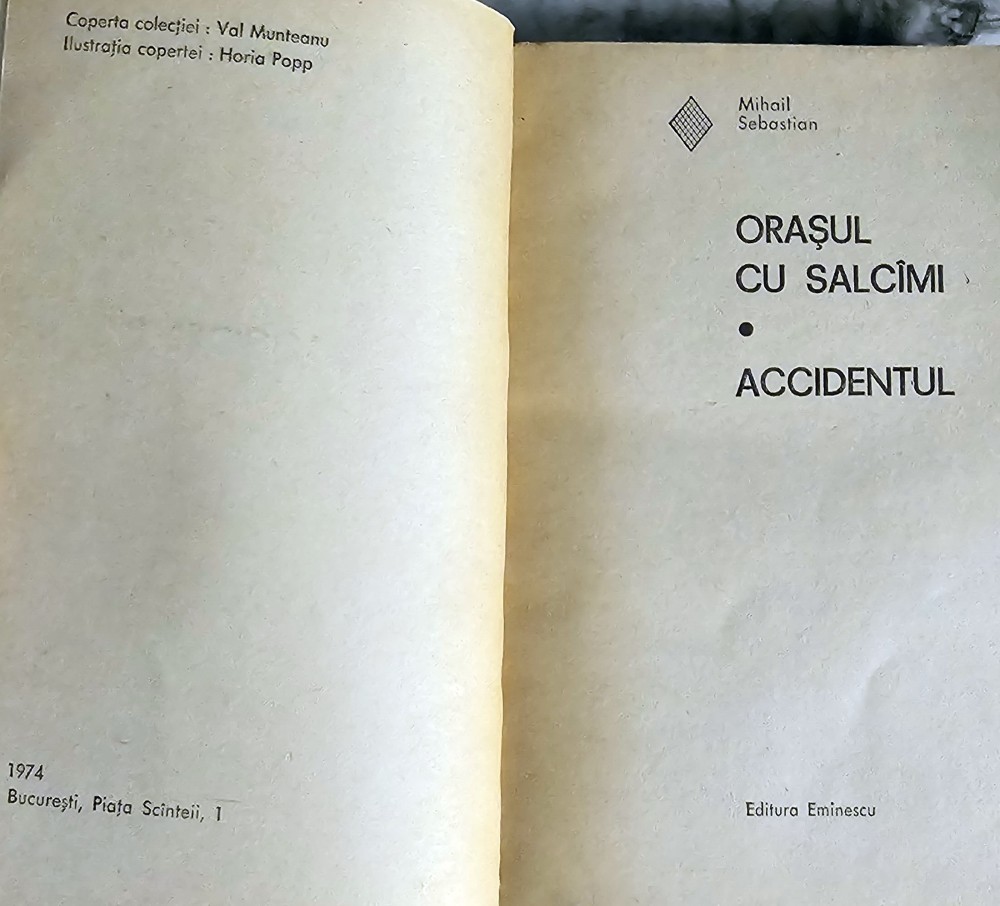 Coperta colecției : Val Munteanu
Ilustrația copertei : Horia Popp
1974
București, Piața Scînteii, 1
Mihail
Sebastian
ORAȘUL
CU SALCÎMI
•
ACCIDENTUL
Editura Eminescu